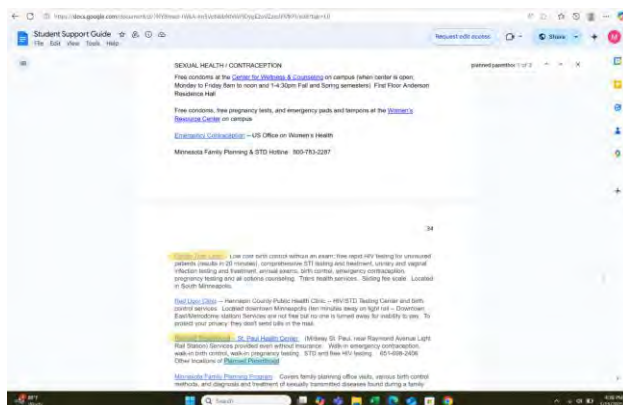 Student Support Guide
File Edit View Tools Help
Request edit access
Share
SEXUAL HEALTH / CONTRACEPTION
Free condoms at the Center for Wellness & Counseling on campus (when center is open,
Monday to Friday 8am to noon and 1-4:30pm Fall and Spring semesters) First Floor Anderson
Residence Hall
Free condoms, free pregnancy tests, and emergency pads and tampons at the Women's
Resource Center on campus
Emergency Contraception – US Office on Women's Health
Minnesota Family Planning & STD Hotline 800-783-2287
34
Low cost birth control without an exam; free rapid HIV testing for uninsured
patients (results in 20 minutes), comprehensive STI testing and treatment, urinary and vaginal
infection testing and treatment, annual exams, birth control, emergency contraception,
pregnancy testing and all options counseling. Trans health services. Sliding fee scale. Located
in South Minneapolis.
Red Door Clinic – Hennepin County Public Health Clinic – HIV/STD Testing Center and birth
control services. Located downtown Minneapolis (ten minutes away on light rail – Downtown
East/Metrodome station) Services are not free but no one is turned away for inability to pay. To
protect your privacy they don't send bills in the mail.
Planned Parenthood – St. Paul Health Center (Midway St. Paul, near Raymond Avenue Light
Rail Station) Services provided even without insurance. Walk-in emergency contraception,
walk-in birth control, walk-in pregnancy testing. STD and free HIV testing.
Other locations of Planned Parenthood
Minnesota Family Planning Program Covers family planning office visits, various birth control
methods, and diagnosis and treatment of sexually transmitted diseases found during a family
Search